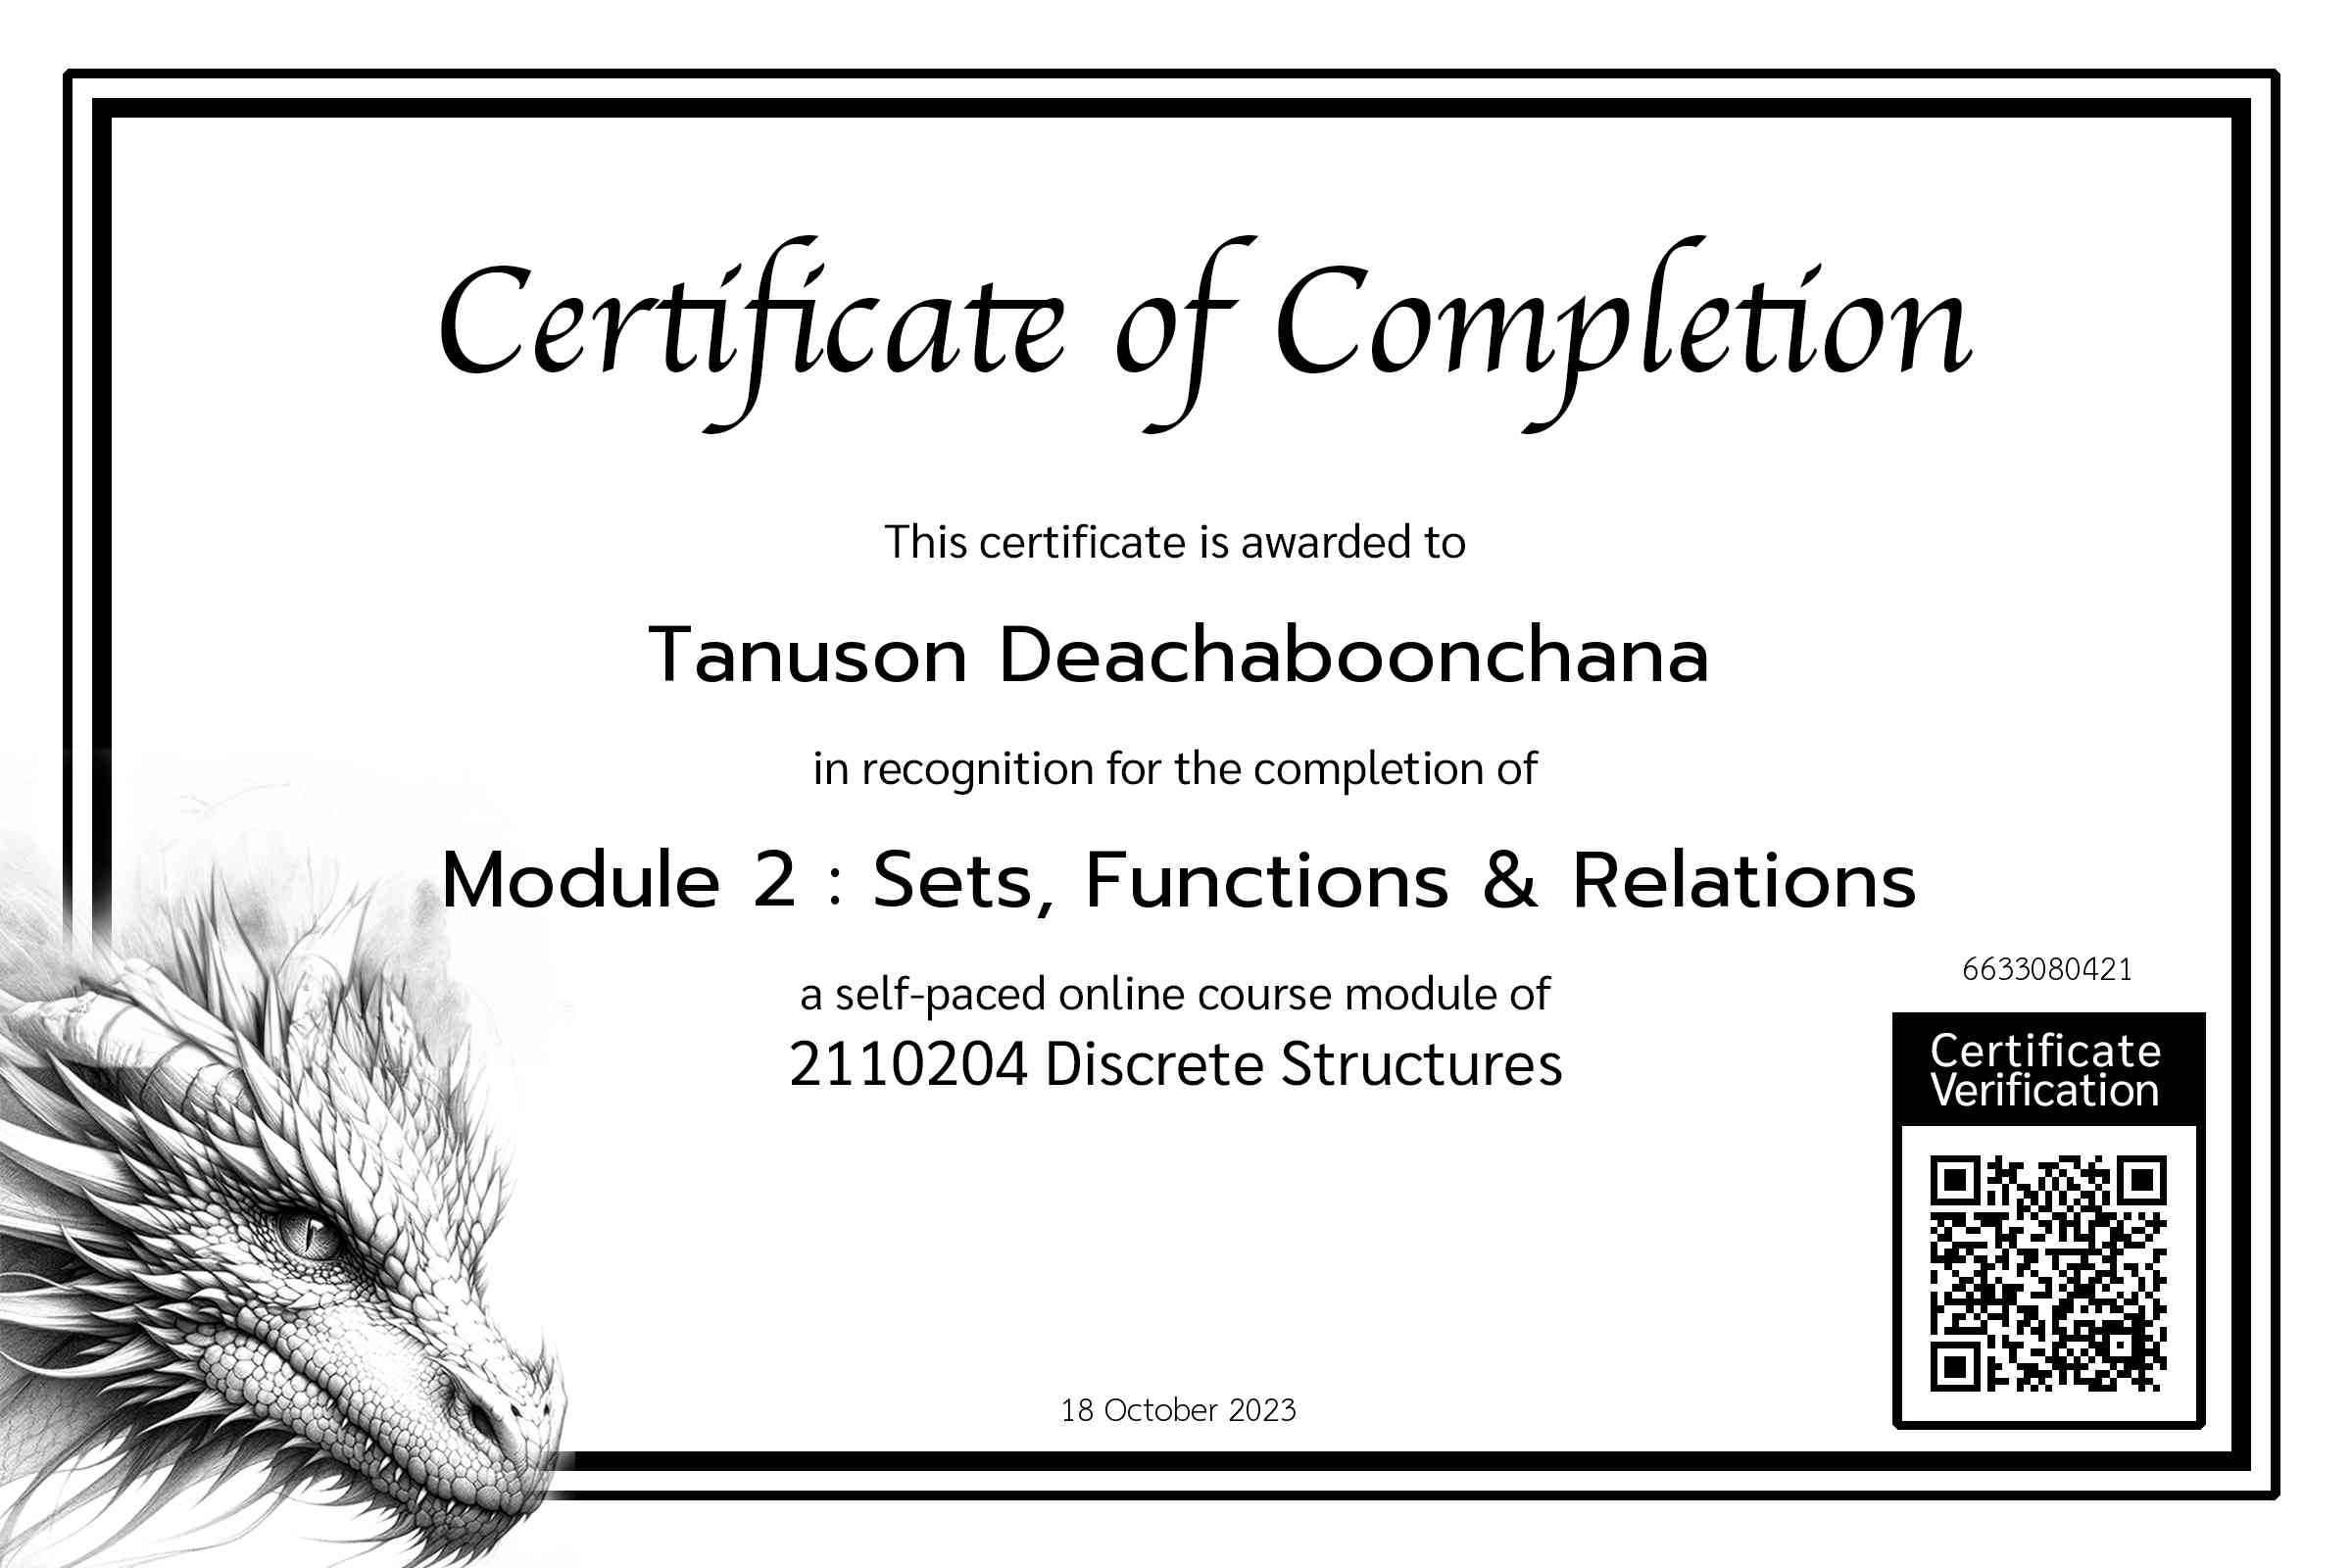 Certificate of Completion
This certificate is awarded to
Tanuson Deachaboonchana
in recognition for the completion of
Module 2 : Sets, Functions & Relations
a self-paced online course module of
2110204 Discrete Structures
6633080421
Certificate
Verification
18 October 2023